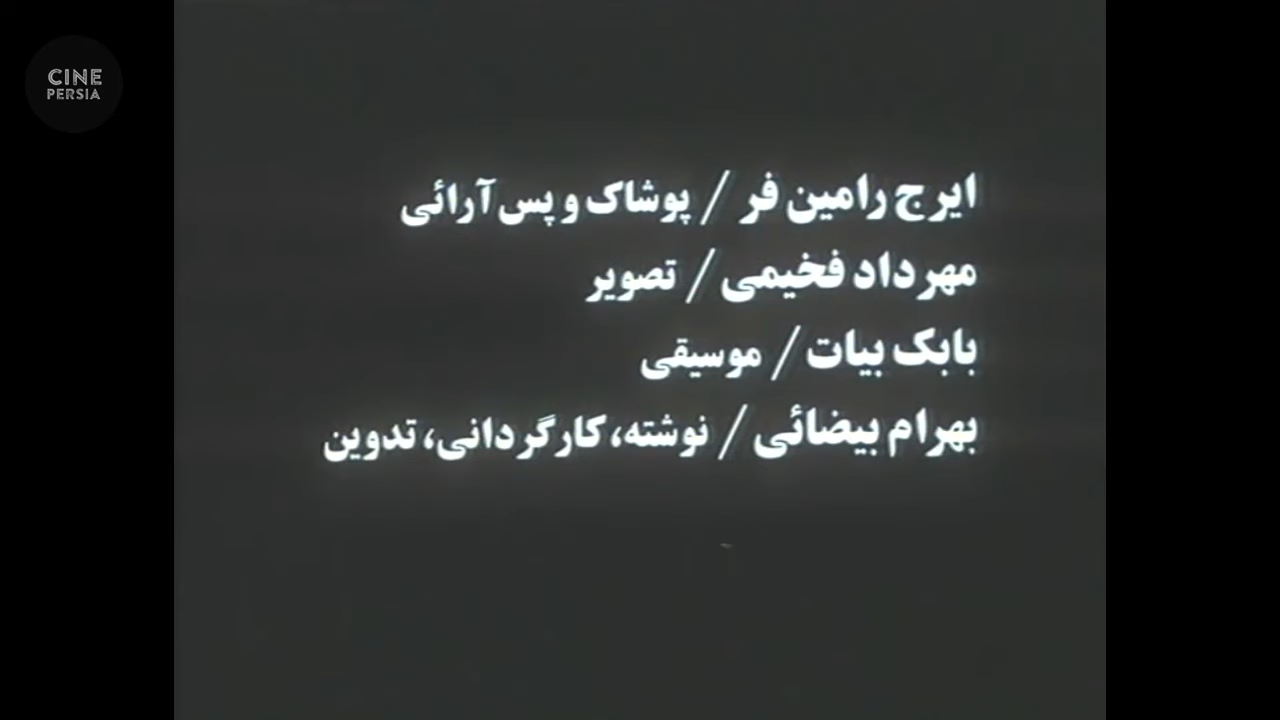 CINE
PERSIA
ایرج رامین فر / پوشاک و پس آرائی
مهرداد فخیمی / تصویر
بابک بیات / موسیقی
بهرام بیضائی / نوشته، کارگردانی، تدوین